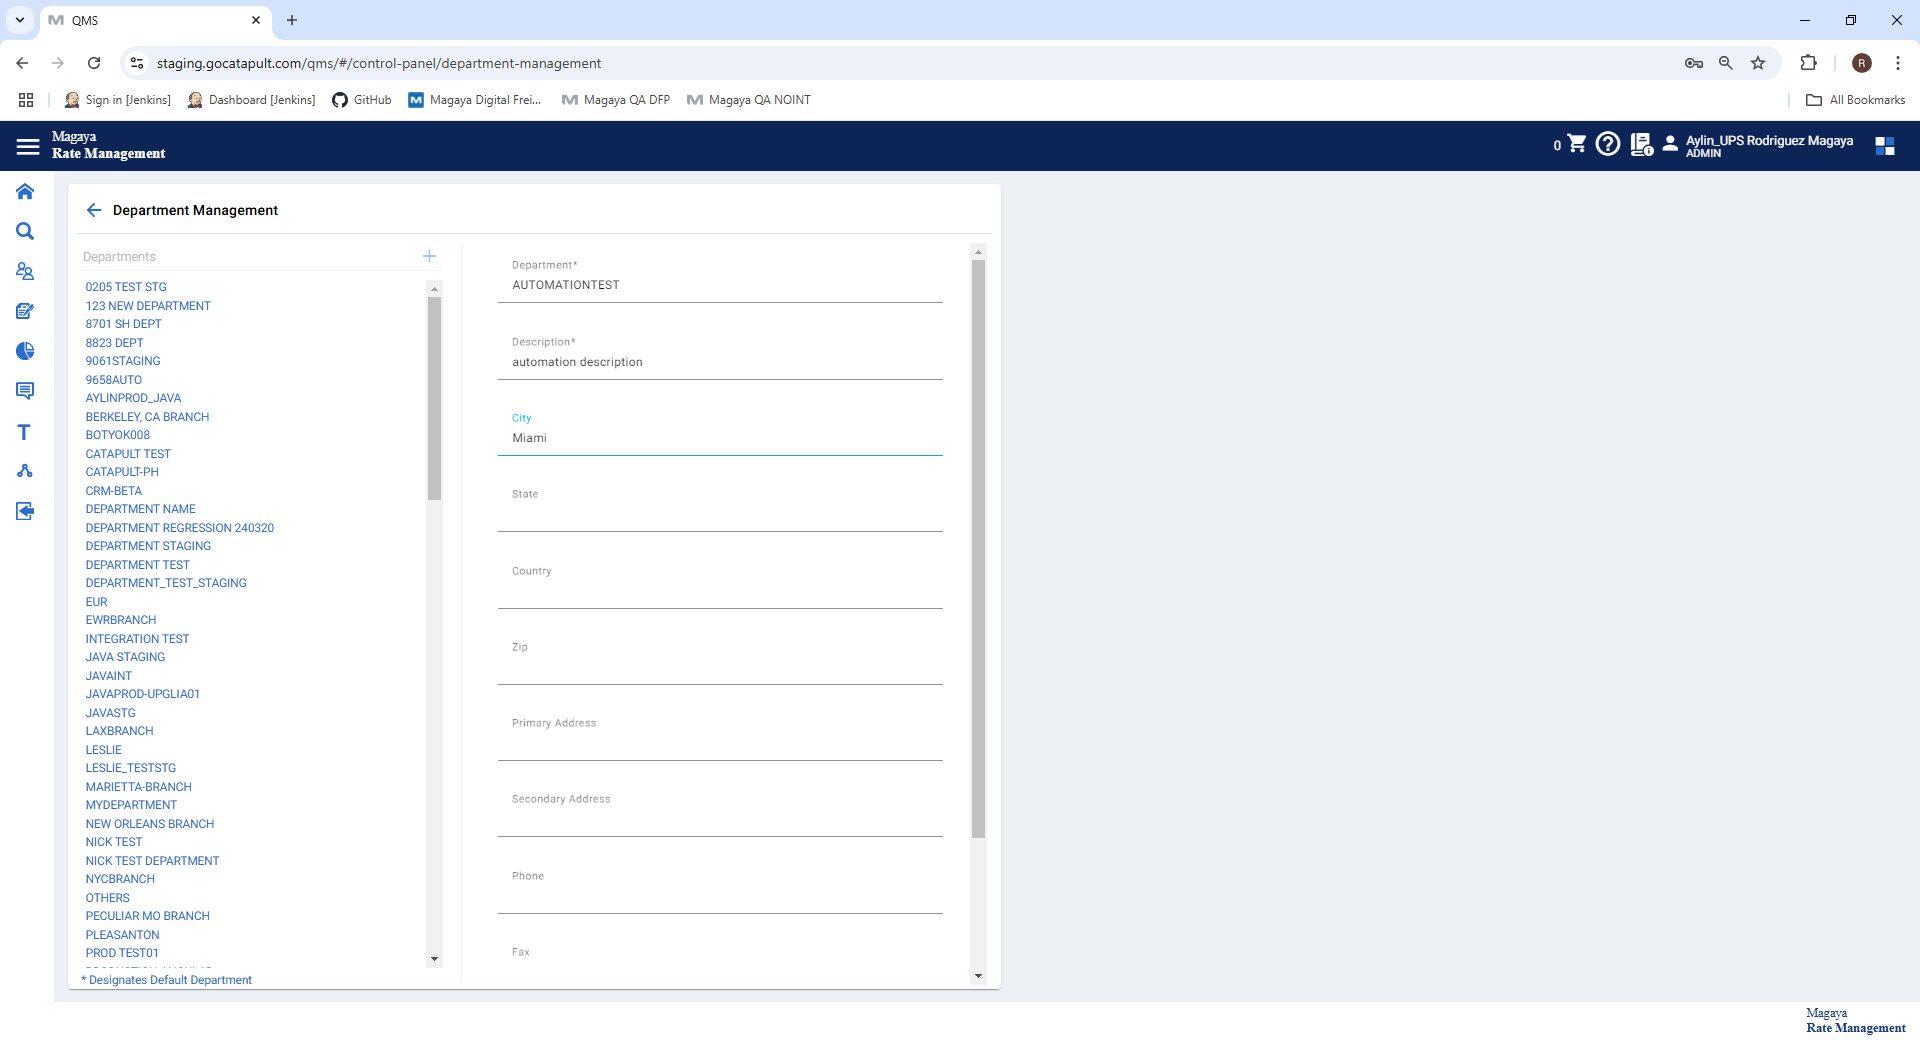 QMS
staging.gocatapult.com/qms/#/control-panel/department-management
R
Sign in [Jenkins]
Dashboard [Jenkins]
GitHub
Magaya Digital Frei...
Magaya QA DFP
Magaya QA NOINT
All Bookmarks
Magaya
Rate Management
0
Aylin_UPS Rodriguez Magaya
ADMIN
Department Management
Departments
0205 TEST STG
123 NEW DEPARTMENT
8701 SH DEPT
8823 DEPT
9061STAGING
9658AUTO
AYLINPROD_JAVA
BERKELEY, CA BRANCH
BOTYOK008
CATAPULT TEST
CATAPULT-PH
CRM-BETA
DEPARTMENT NAME
DEPARTMENT REGRESSION 240320
DEPARTMENT STAGING
DEPARTMENT TEST
DEPARTMENT_TEST_STAGING
EUR
EWRBRANCH
INTEGRATION TEST
JAVA STAGING
JAVAINT
JAVAPROD-UPGLIA01
JAVASTG
LAXBRANCH
LESLIE
LESLIE_TESTSTG
MARIETTA-BRANCH
MYDEPARTMENT
NEW ORLEANS BRANCH
NICK TEST
NICK TEST DEPARTMENT
NYCBRANCH
OTHERS
PECULIAR MO BRANCH
PLEASANTON
PROD TEST01
* Designates Default Department
Department*
AUTOMATIONTEST
Description*
automation description
City
Miami
State
Country
Zip
Primary Address
Secondary Address
Phone
Fax
Magaya
Rate Management